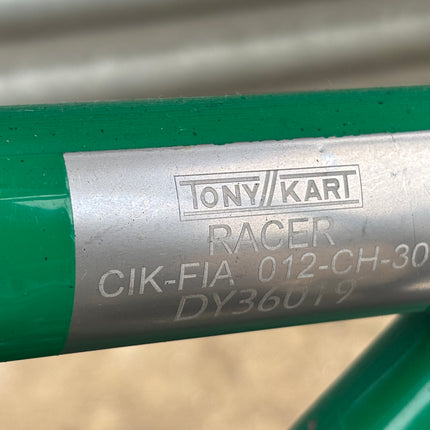 TONY//KART
RACER
CIK-FIA 012-CH-30
DY36019